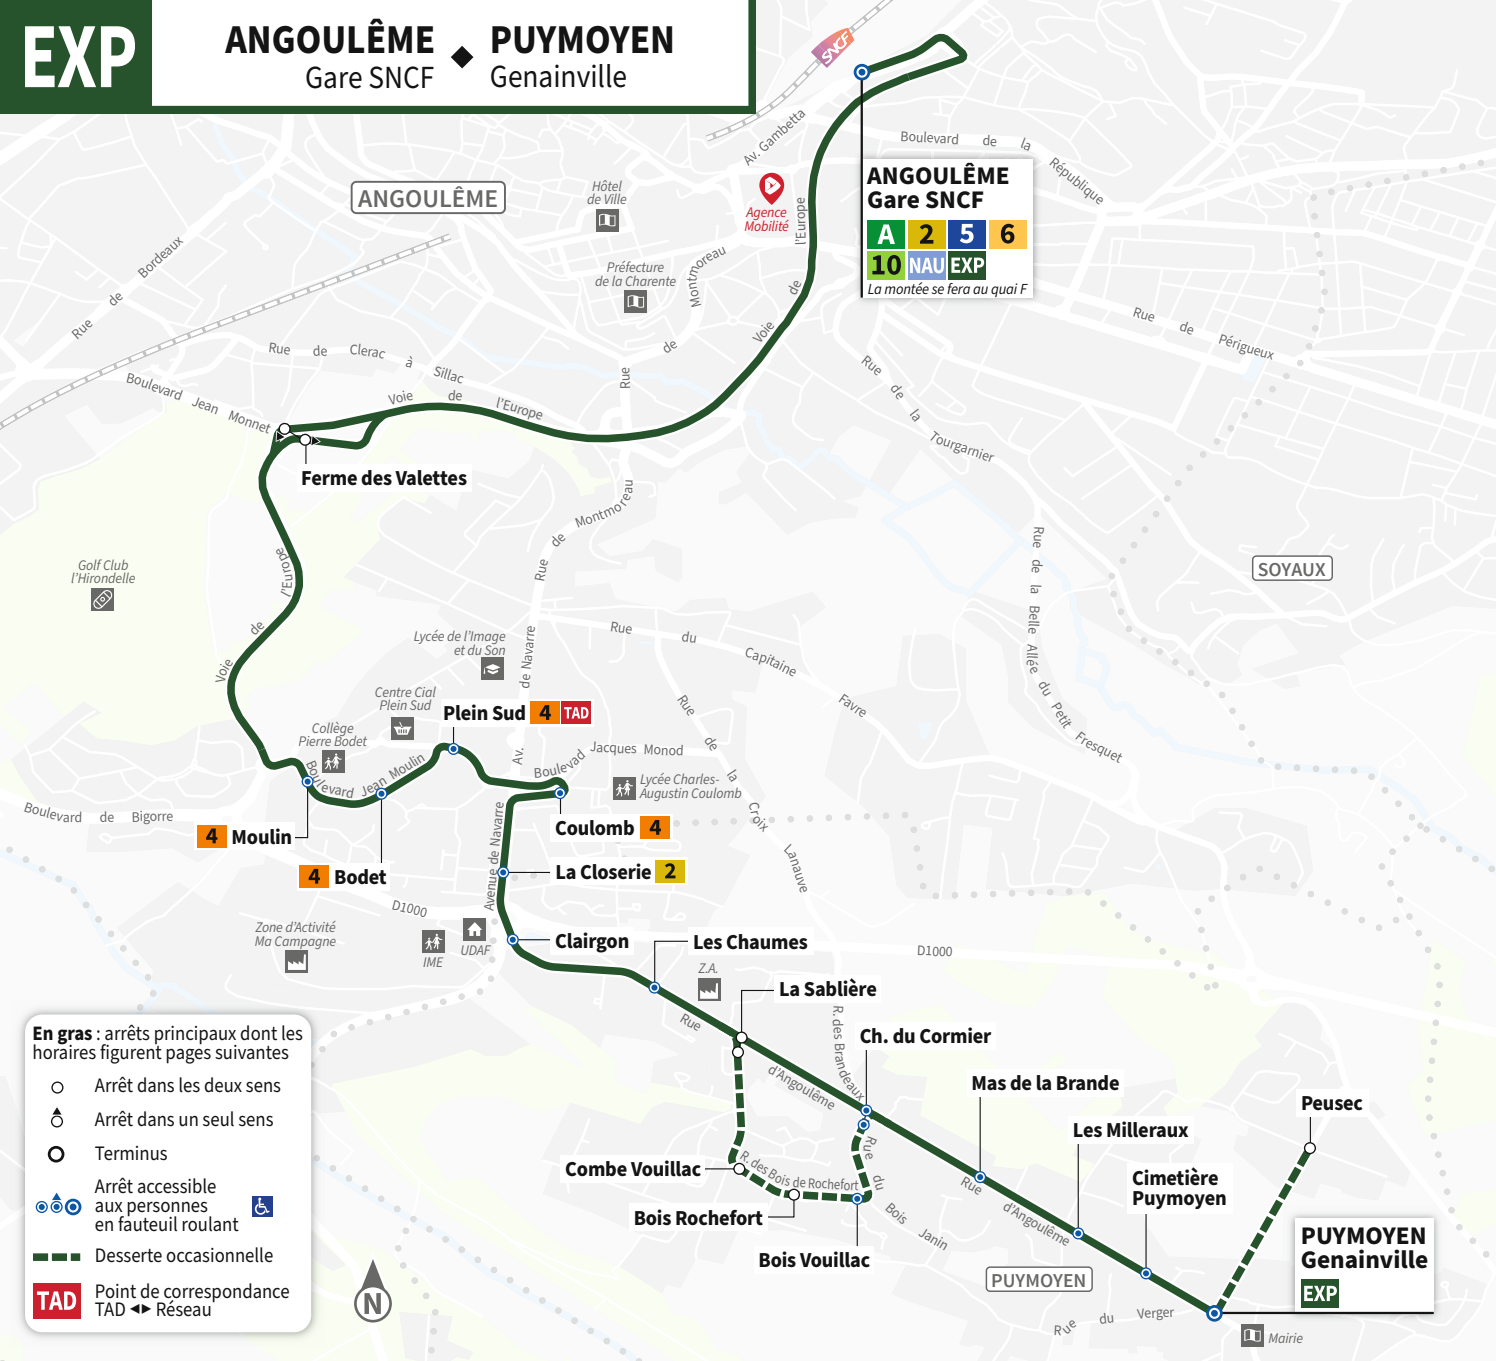 EXP
ANGOULÊME ◆ PUYMOYEN
Gare SNCF Genainville
SNCF
Av. Gambetta
Boulevard de la République
ANGOULÊME
Gare SNCF
A 2 5 6
10 NAU EXP
La montée se fera au quai F
ANGOULÊME
Hôtel
de Ville
Agence
Mobilité
Préfecture
de la Charente
Rue de Bordeaux
Rue de Montmoreau
Voie de l'Europe
Rue de Périgueux
Rue de Clerac à Sillac
Boulevard Jean Monnet
Voie de l'Europe
Rue de la Tourgarnier
Ferme des Valettes
Rue de Montmoreau
Golf Club
l'Hirondelle
Voie de l'Europe
SOYAUX
Rue de la Belle Allée du Petit Fresquet
Lycée de l'Image
et du Son
Av. de Navarre
Rue du Capitaine Favre
Centre Cial
Plein Sud
Plein Sud 4 TAD
Collège
Pierre Bodet
Boulevard Jean Moulin
Boulevad Jacques Monod
Rue de la Croix Lanauve
Lycée Charles-
Augustin Coulomb
Boulevard de Bigorre
4 Moulin
Coulomb 4
4 Bodet
La Closerie 2
Avenue de Navarre
D1000
Zone d'Activité
Ma Campagne
IME
UDAF
Clairgon
Les Chaumes
D1000
Z.A.
La Sablière
Rue d'Angoulême
R. des Brandeaux
Ch. du Cormier
Mas de la Brande
Peusec
Les Milleraux
Combe Vouillac
R. des Bois de Rochefort
Rue du Bois Janin
Cimetière
Puymoyen
Rue d'Angoulême
Bois Rochefort
Bois Vouillac
PUYMOYEN
PUYMOYEN
Genainville
EXP
Rue du Verger
Mairie
En gras : arrêts principaux dont les
horaires figurent pages suivantes
Arrêt dans les deux sens
Arrêt dans un seul sens
Terminus
Arrêt accessible
aux personnes
en fauteuil roulant
Desserte occasionnelle
TAD Point de correspondance
TAD ◄► Réseau
N